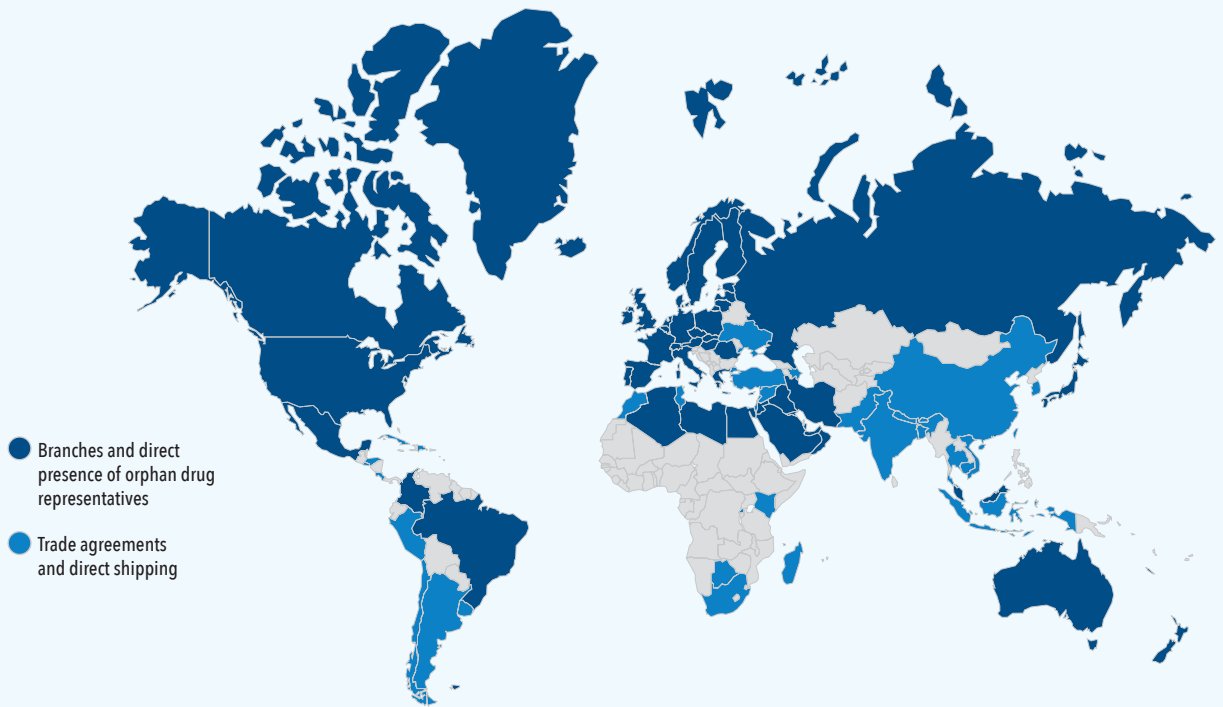 Branches and direct
presence of orphan drug
representatives
Trade agreements
and direct shipping